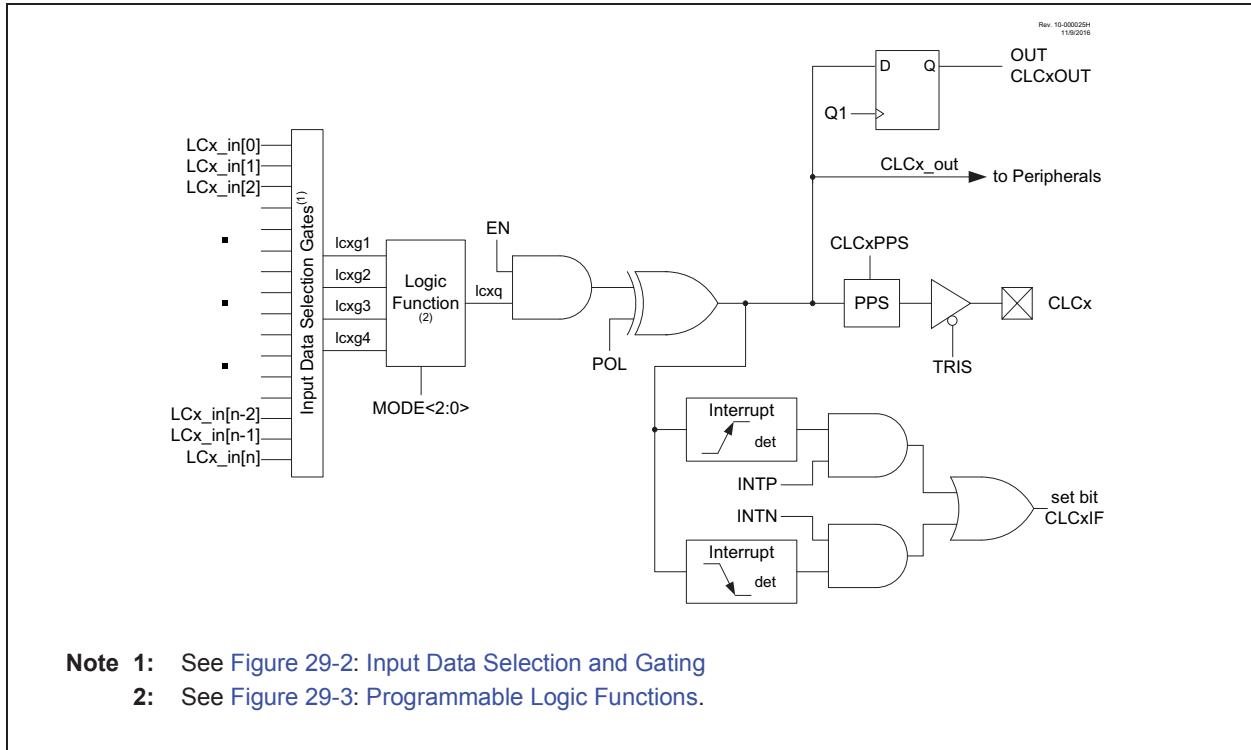 Rev. 10-000025H
11/9/2016
OUT
CLCxOUT
D Q
Q1
CLCx_out
to Peripherals
LCx_in[0]
LCx_in[1]
LCx_in[2]
Input Data Selection Gates(1)
LCx_in[n-2]
LCx_in[n-1]
LCx_in[n]
lcxg1
lcxg2
lcxg3
lcxg4
Logic
Function
(2)
MODE<2:0>
lcxq
EN
POL
CLCxPPS
PPS
TRIS
CLCx
Interrupt
det
INTP
INTN
Interrupt
det
set bit
CLCxIF
Note 1: See Figure 29-2: Input Data Selection and Gating
2: See Figure 29-3: Programmable Logic Functions.